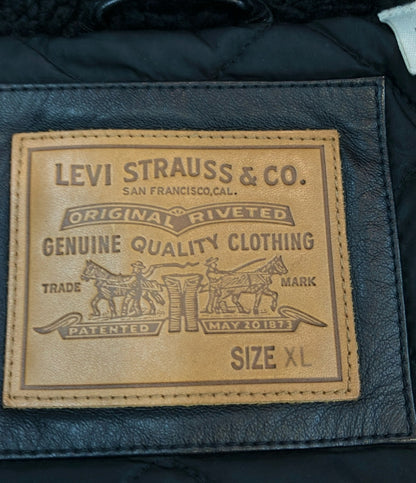 LEVI STRAUSS & CO.
SAN FRANCISCO, CAL.
ORIGINAL RIVETED
GENUINE QUALITY CLOTHING
TRADE MARK
PATENTED MAY 20 1873
SIZE XL